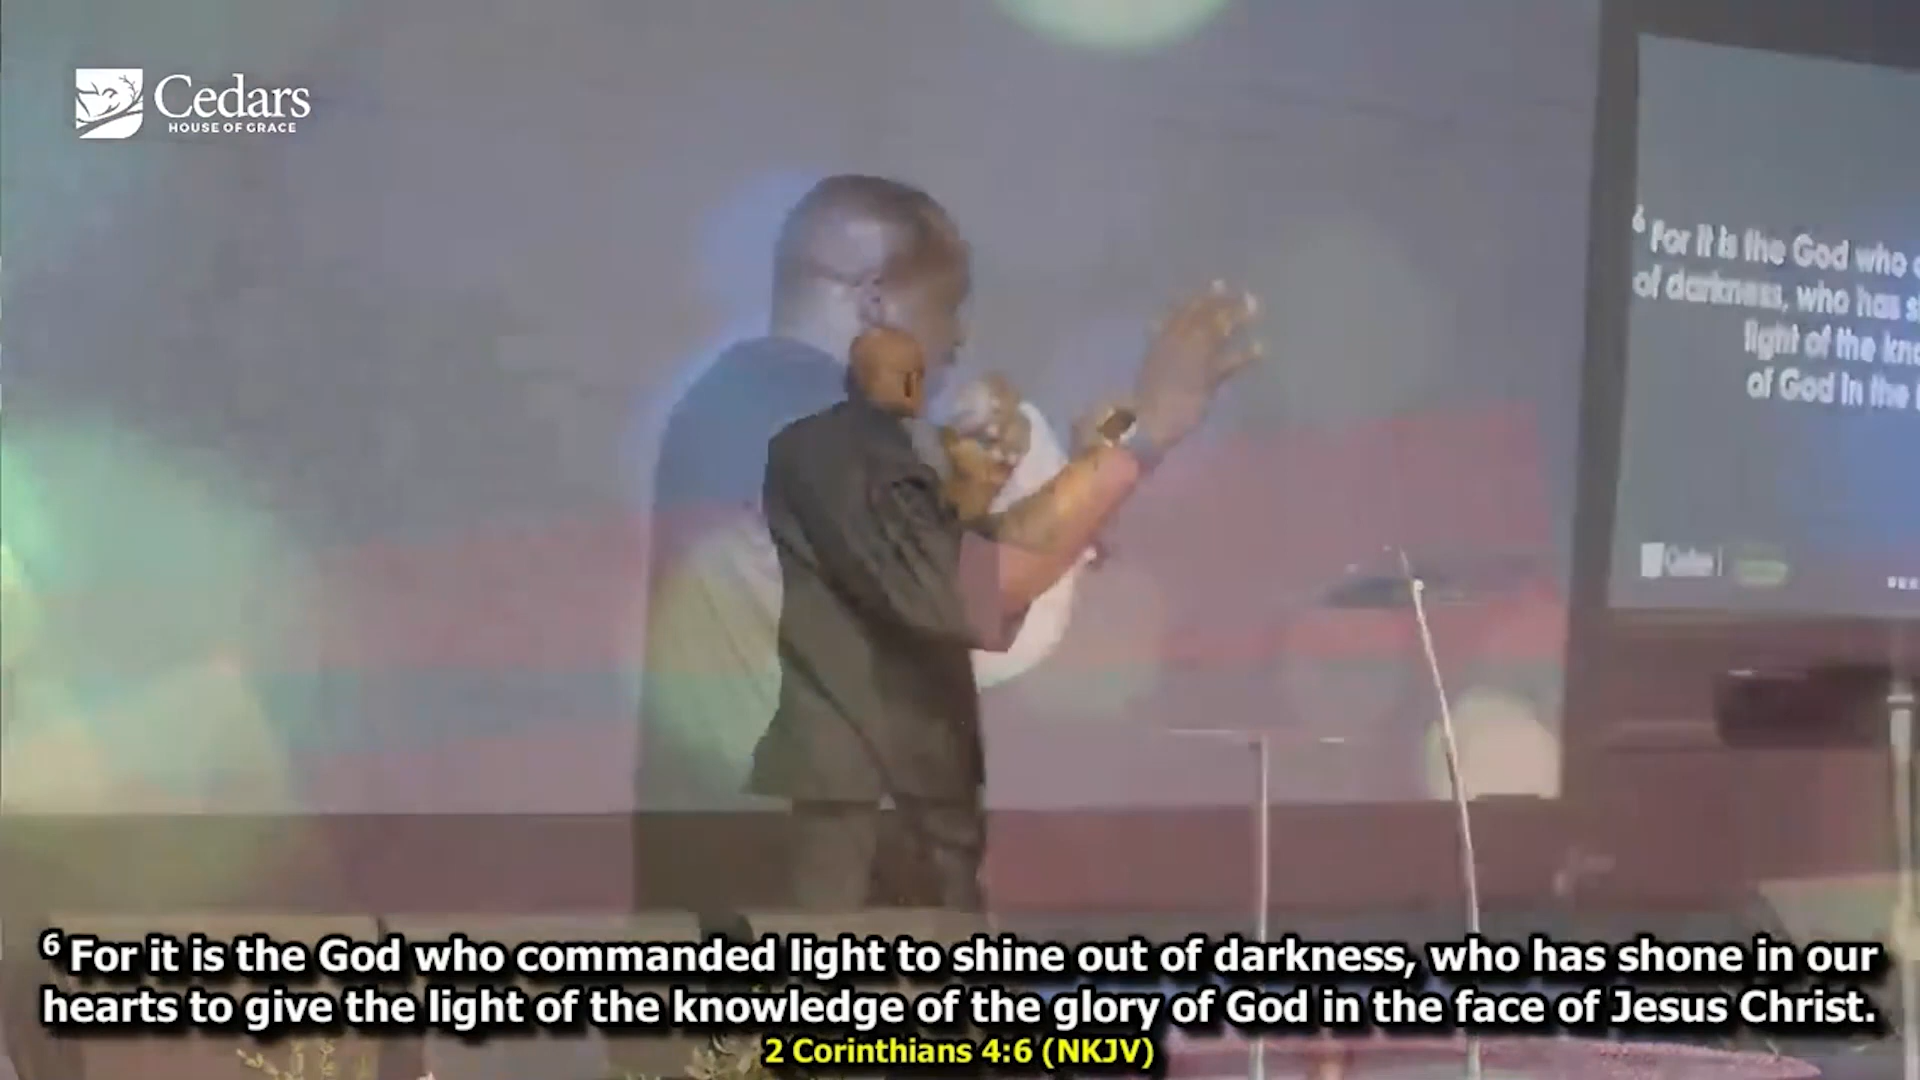 Cedars
HOUSE OF GRACE
6 For it is the God who
of darkness, who has
light of the
of God in the
6 For it is the God who commanded light to shine out of darkness, who has shone in our
hearts to give the light of the knowledge of the glory of God in the face of Jesus Christ.
2 Corinthians 4:6 (NKJV)